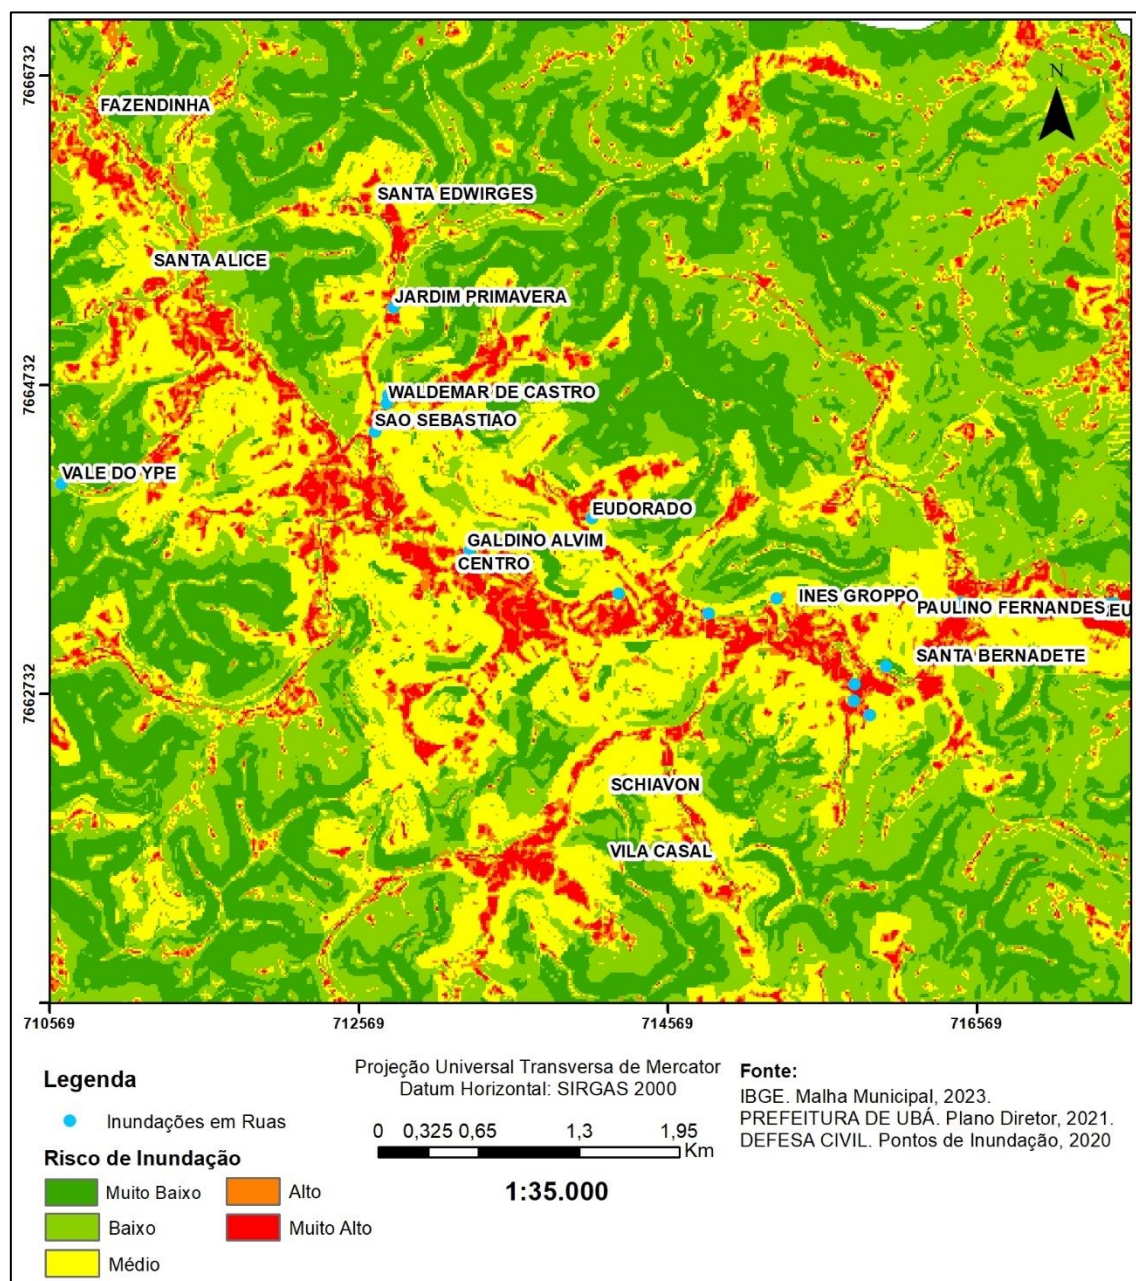 7666732
N
FAZENDINHA
SANTA EDWIRGES
SANTA ALICE
JARDIM PRIMAVERA
7664732
WALDEMAR DE CASTRO
SAO SEBASTIAO
VALE DO YPE
EUDORADO
GALDINO ALVIM
CENTRO
INES GROPPO
PAULINO FERNANDES
SANTA BERNADETE
7662732
SCHIAVON
VILA CASAL
710569
712569
714569
716569
Legenda
Inundações em Ruas
Risco de Inundação
Muito Baixo
Alto
Baixo
Muito Alto
Médio
Projeção Universal Transversa de Mercator
Datum Horizontal: SIRGAS 2000
0 0,325 0,65 1,3 1,95
Km
1:35.000
Fonte:
IBGE. Malha Municipal, 2023.
PREFEITURA DE UBÁ. Plano Diretor, 2021.
DEFESA CIVIL. Pontos de Inundação, 2020